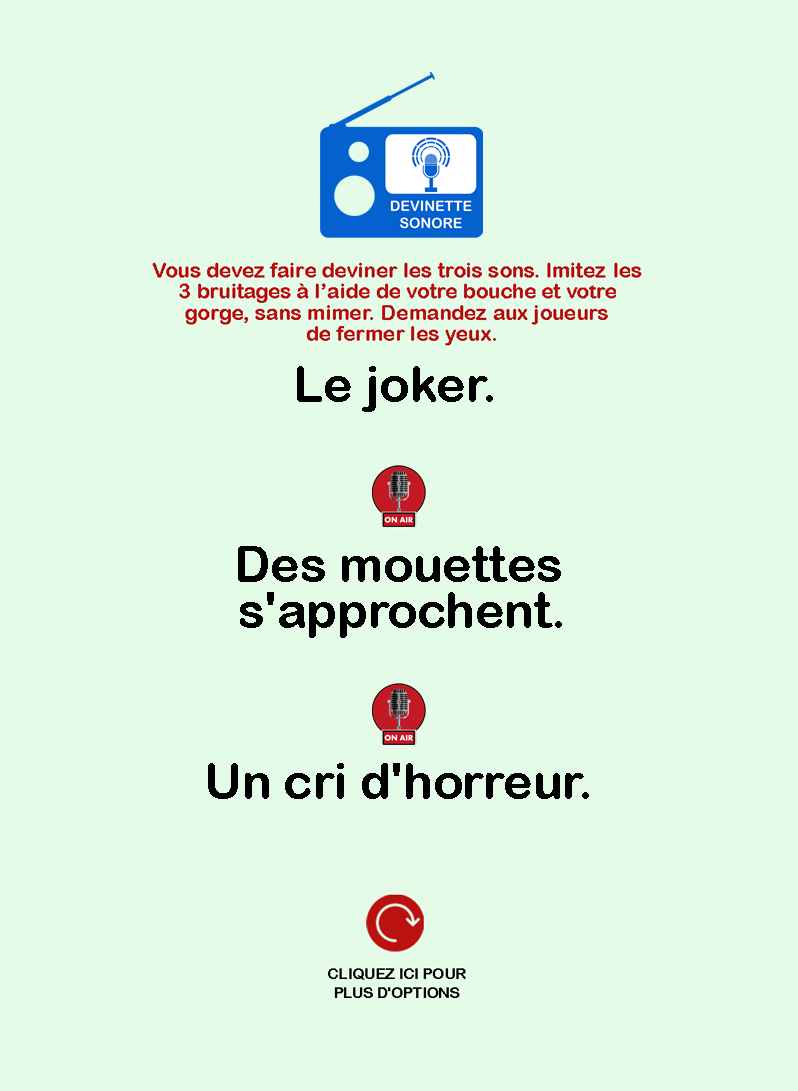 DEVINETTE
SONORE
Vous devez faire deviner les trois sons. Imitez les
3 bruitages à l’aide de votre bouche et votre
gorge, sans mimer. Demandez aux joueurs
de fermer les yeux.
Le joker.
ON AIR
Des mouettes
s'approchent.
ON AIR
Un cri d'horreur.
CLIQUEZ ICI POUR
PLUS D'OPTIONS